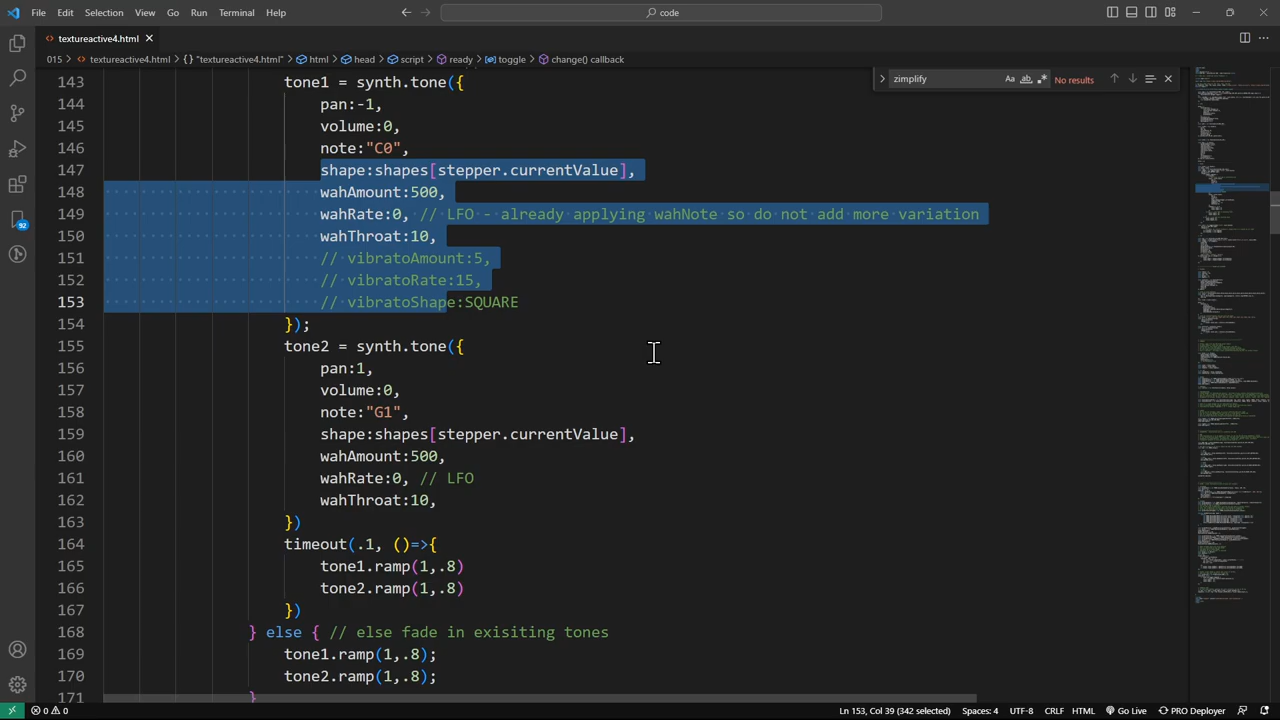 File Edit Selection View Go Run Terminal Help
code
textureactive4.html
015 > textureactive4.html > {} "textureactive4.html" > html > head > script > ready > toggle > change() callback
zimplify Aa ab .* No results
143 tone1 = synth.tone({
144 pan:-1,
145 volume:0,
146 note:"C0",
147 shape:shapes[stepper.currentValue],
148 wahAmount:500,
149 wahRate:0, // LFO - already applying wahNote so do not add more variation
150 wahThroat:10,
151 // vibratoAmount:5,
152 // vibratoRate:15,
153 // vibratoShape:SQUARE
154 });
155 tone2 = synth.tone({
156 pan:1,
157 volume:0,
158 note:"G1",
159 shape:shapes[stepper.currentValue],
160 wahAmount:500,
161 wahRate:0, // LFO
162 wahThroat:10,
163 })
164 timeout(.1, ()=>{
165 tone1.ramp(1,.8)
166 tone2.ramp(1,.8)
167 })
168 } else { // else fade in exisiting tones
169 tone1.ramp(1,.8);
170 tone2.ramp(1,.8);
171 }
92
0 0 Ln 153, Col 39 (342 selected) Spaces: 4 UTF-8 CRLF HTML Go Live PRO Deployer